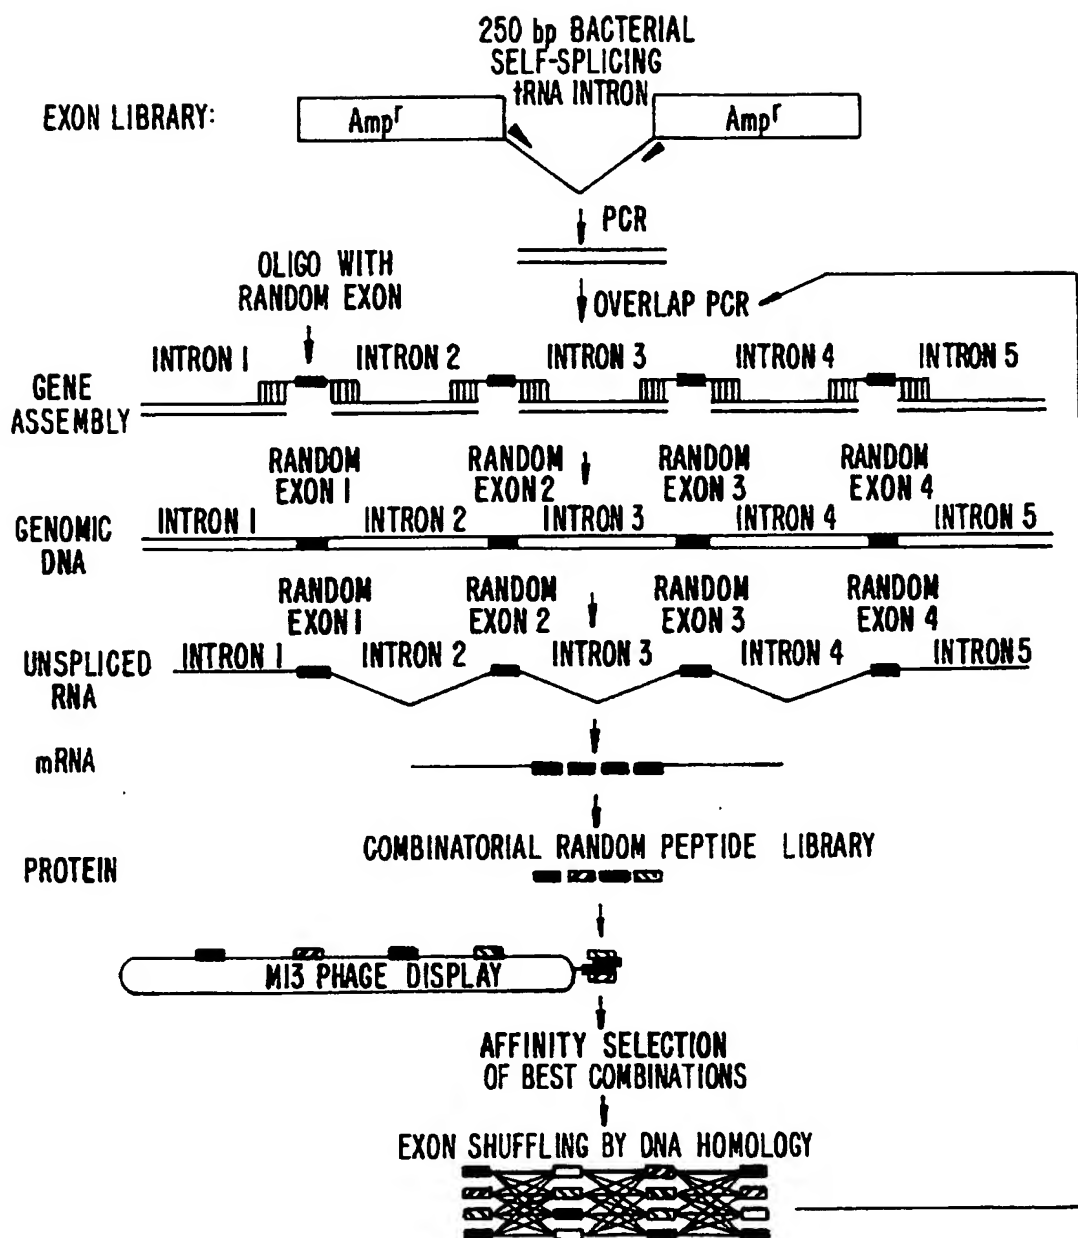 250 bp BACTERIAL
SELF-SPLICING
tRNA INTRON
EXON LIBRARY:
Ampr
Ampr
PCR
OLIGO WITH
RANDOM EXON
OVERLAP PCR
INTRON 1
INTRON 2
INTRON 3
INTRON 4
INTRON 5
GENE
ASSEMBLY
RANDOM
EXON 1
RANDOM
EXON 2
RANDOM
EXON 3
RANDOM
EXON 4
INTRON 1
INTRON 2
INTRON 3
INTRON 4
INTRON 5
GENOMIC
DNA
RANDOM
EXON 1
RANDOM
EXON 2
RANDOM
EXON 3
RANDOM
EXON 4
INTRON 1
INTRON 2
INTRON 3
INTRON 4
INTRON 5
UNSPLICED
RNA
mRNA
COMBINATORIAL RANDOM PEPTIDE LIBRARY
PROTEIN
M13 PHAGE DISPLAY
AFFINITY SELECTION
OF BEST COMBINATIONS
EXON SHUFFLING BY DNA HOMOLOGY